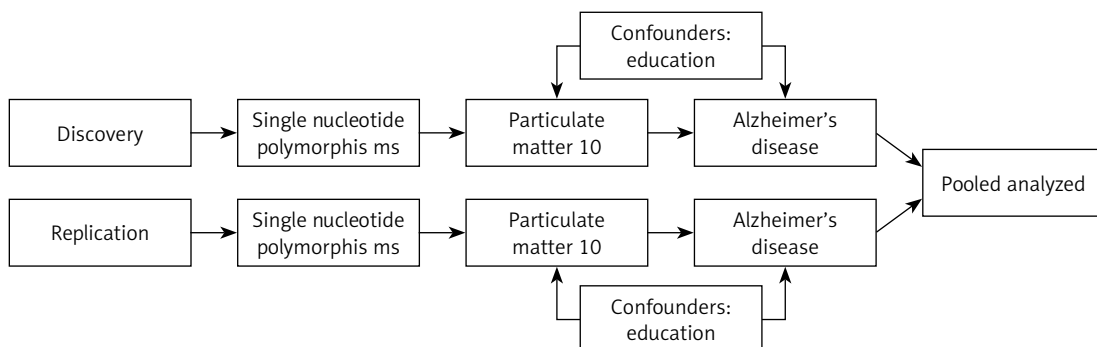 Confounders:
education
Discovery
Single nucleotide
polymorphis ms
Particulate
matter 10
Alzheimer's
disease
Pooled analyzed
Replication
Single nucleotide
polymorphis ms
Particulate
matter 10
Alzheimer's
disease
Confounders:
education